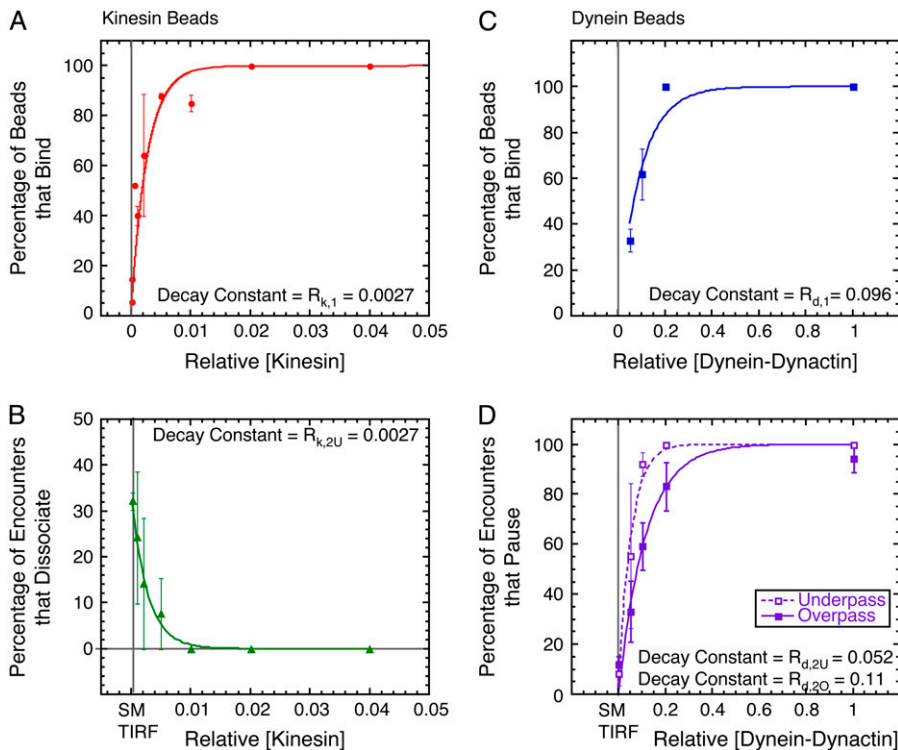 A
Kinesin Beads
Percentage of Beads
that Bind
100
80
60
40
20
0
Decay Constant = R k,1 = 0.0027
0
0.01
0.02
0.03
0.04
0.05
Relative [Kinesin]
C
Dynein Beads
Percentage of Beads
that Bind
100
80
60
40
20
0
Decay Constant = R d,1 = 0.096
0
0.2
0.4
0.6
0.8
1
Relative [Dynein-Dynactin]
B
Percentage of Encounters
that Dissociate
50
40
30
20
10
0
Decay Constant = R k,2U = 0.0027
SM
TIRF
0.01
0.02
0.03
0.04
0.05
Relative [Kinesin]
D
Percentage of Encounters
that Pause
100
80
60
40
20
0
Underpass
Overpass
Decay Constant = R d,2U = 0.052
Decay Constant = R d,2O = 0.11
SM
TIRF
0.2
0.4
0.6
0.8
1
Relative [Dynein-Dynactin]